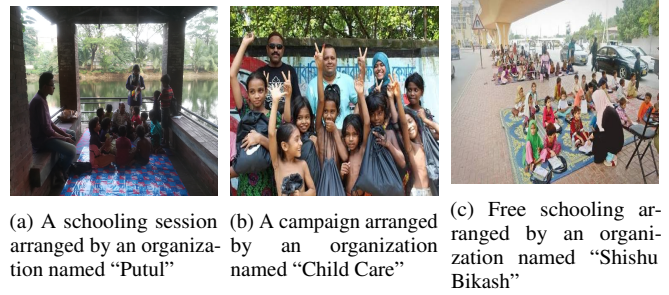 (a) A schooling session
arranged by an organiza-
tion named “Putul”
(b) A campaign arranged
by an organization
named “Child Care”
(c) Free schooling ar-
ranged by an organi-
zation named “Shishu
Bikash”